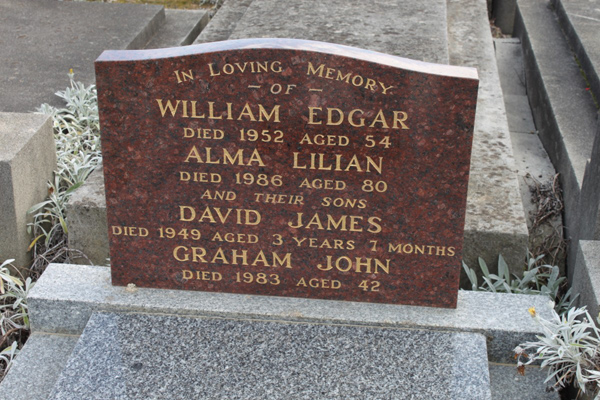 In Loving Memory
- OF -
WILLIAM EDGAR
DIED 1952 AGED 54
ALMA LILIAN
DIED 1986 AGED 80
AND THEIR SONS
DAVID JAMES
DIED 1949 AGED 3 YEARS 7 MONTHS
GRAHAM JOHN
DIED 1983 AGED 42